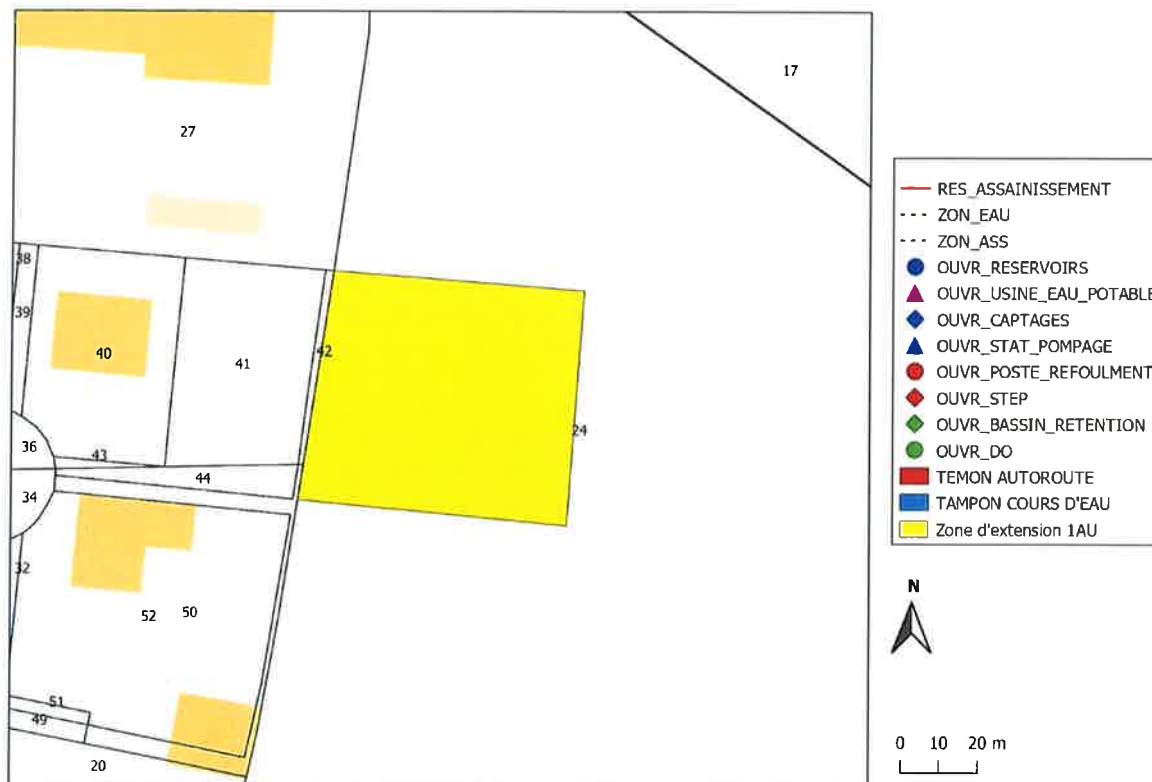 17
27
38
39
40
41
42
24
36
43
44
34
32
52
50
51
49
20
RES_ASSAINISSEMENT
ZON_EAU
ZON_ASS
OUVR_RESERVOIRS
OUVR_USINE_EAU_POTABLE
OUVR_CAPTAGES
OUVR_STAT_POMPAGE
OUVR_POSTE_REFOULMENT
OUVR_STEP
OUVR_BASSIN_RETENTION
OUVR_DO
TEMON AUTOROUTE
TAMPON COURS D'EAU
Zone d'extension 1AU
N
0 10 20 m